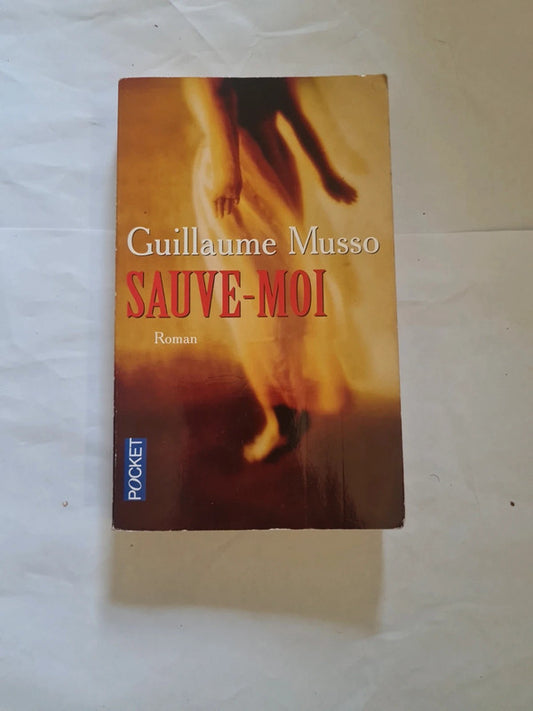 Guillaume Musso
SAUVE-MOI
Roman
POCKET